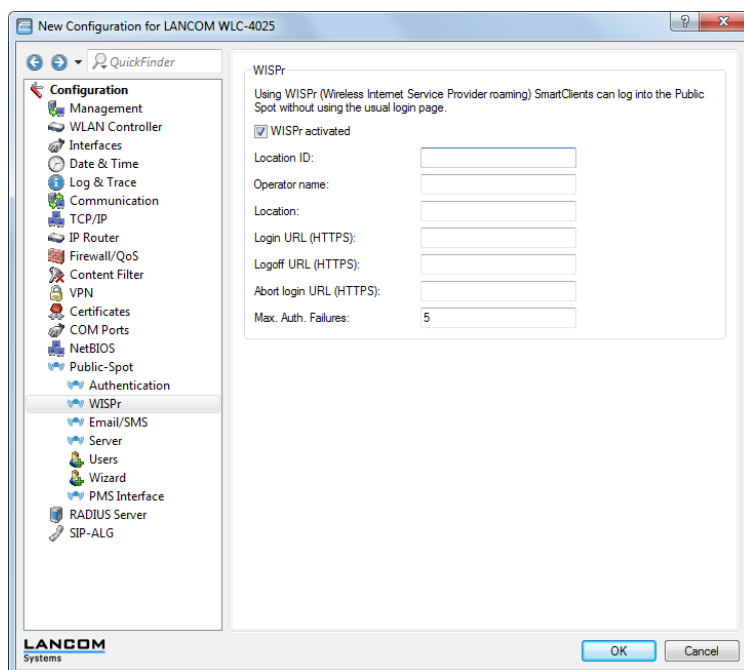 New Configuration for LANCOM WLC-4025
QuickFinder
Configuration
Management
WLAN Controller
Interfaces
Date & Time
Log & Trace
Communication
TCP/IP
IP Router
Firewall/QoS
Content Filter
VPN
Certificates
COM Ports
NetBIOS
Public-Spot
Authentication
WISPr
Email/SMS
Server
Users
Wizard
PMS Interface
RADIUS Server
SIP-ALG
WISPr
Using WISPr (Wireless Internet Service Provider roaming) SmartClients can log into the Public
Spot without using the usual login page.
WISPr activated
Location ID:
Operator name:
Location:
Login URL (HTTPS):
Logoff URL (HTTPS):
Abort login URL (HTTPS):
Max. Auth. Failures: 5
LANCOM
Systems
OK Cancel